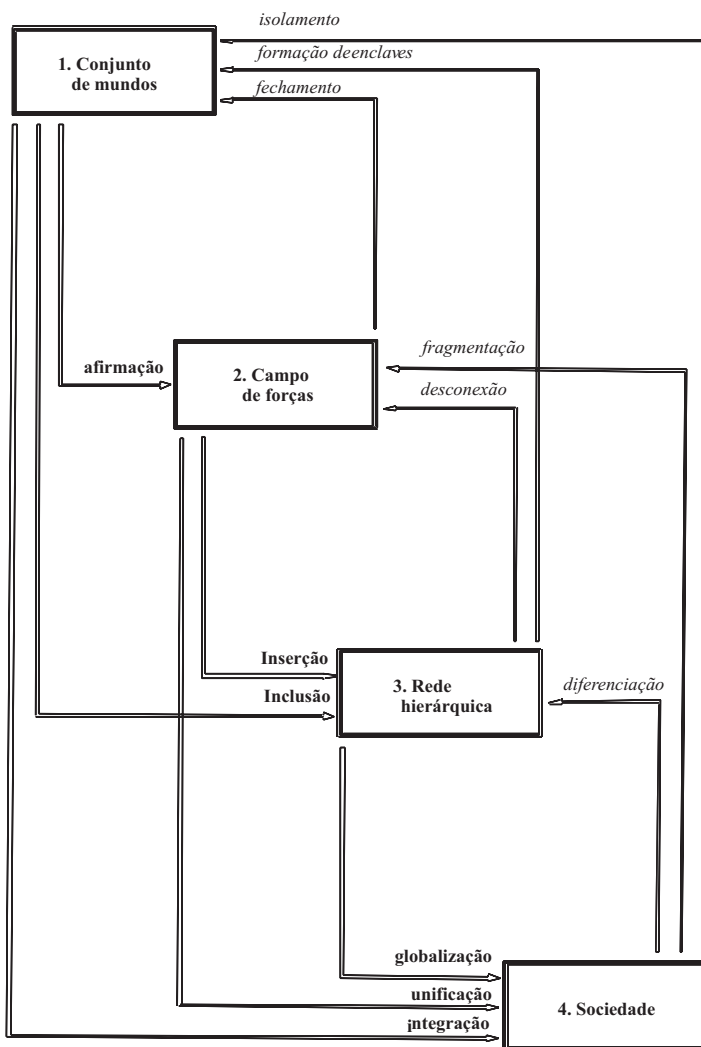 isolamento
formação deenclaves
fechamento
1. Conjunto
de mundos
fragmentação
afirmação
2. Campo
de forças
desconexão
Inserção
Inclusão
3. Rede
hierárquica
diferenciação
globalização
unificação
integração
4. Sociedade